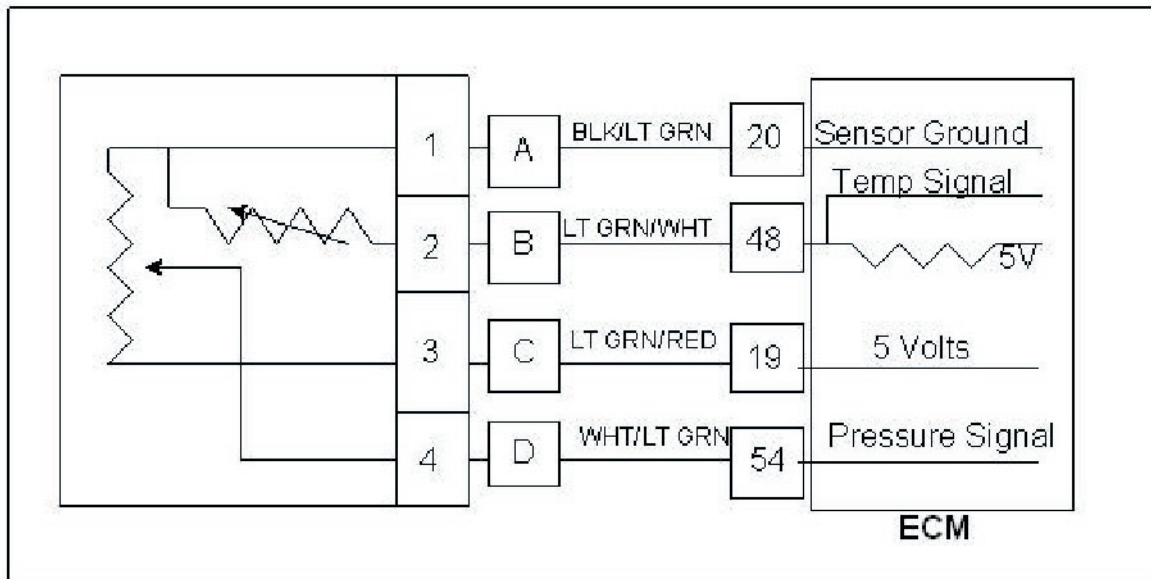 1 A BLK/LT GRN 20 Sensor Ground
Temp Signal
2 B LT GRN/WHT 48
5V
3 C LT GRN/RED 19 5 Volts
4 D WHT/LT GRN 54 Pressure Signal
ECM